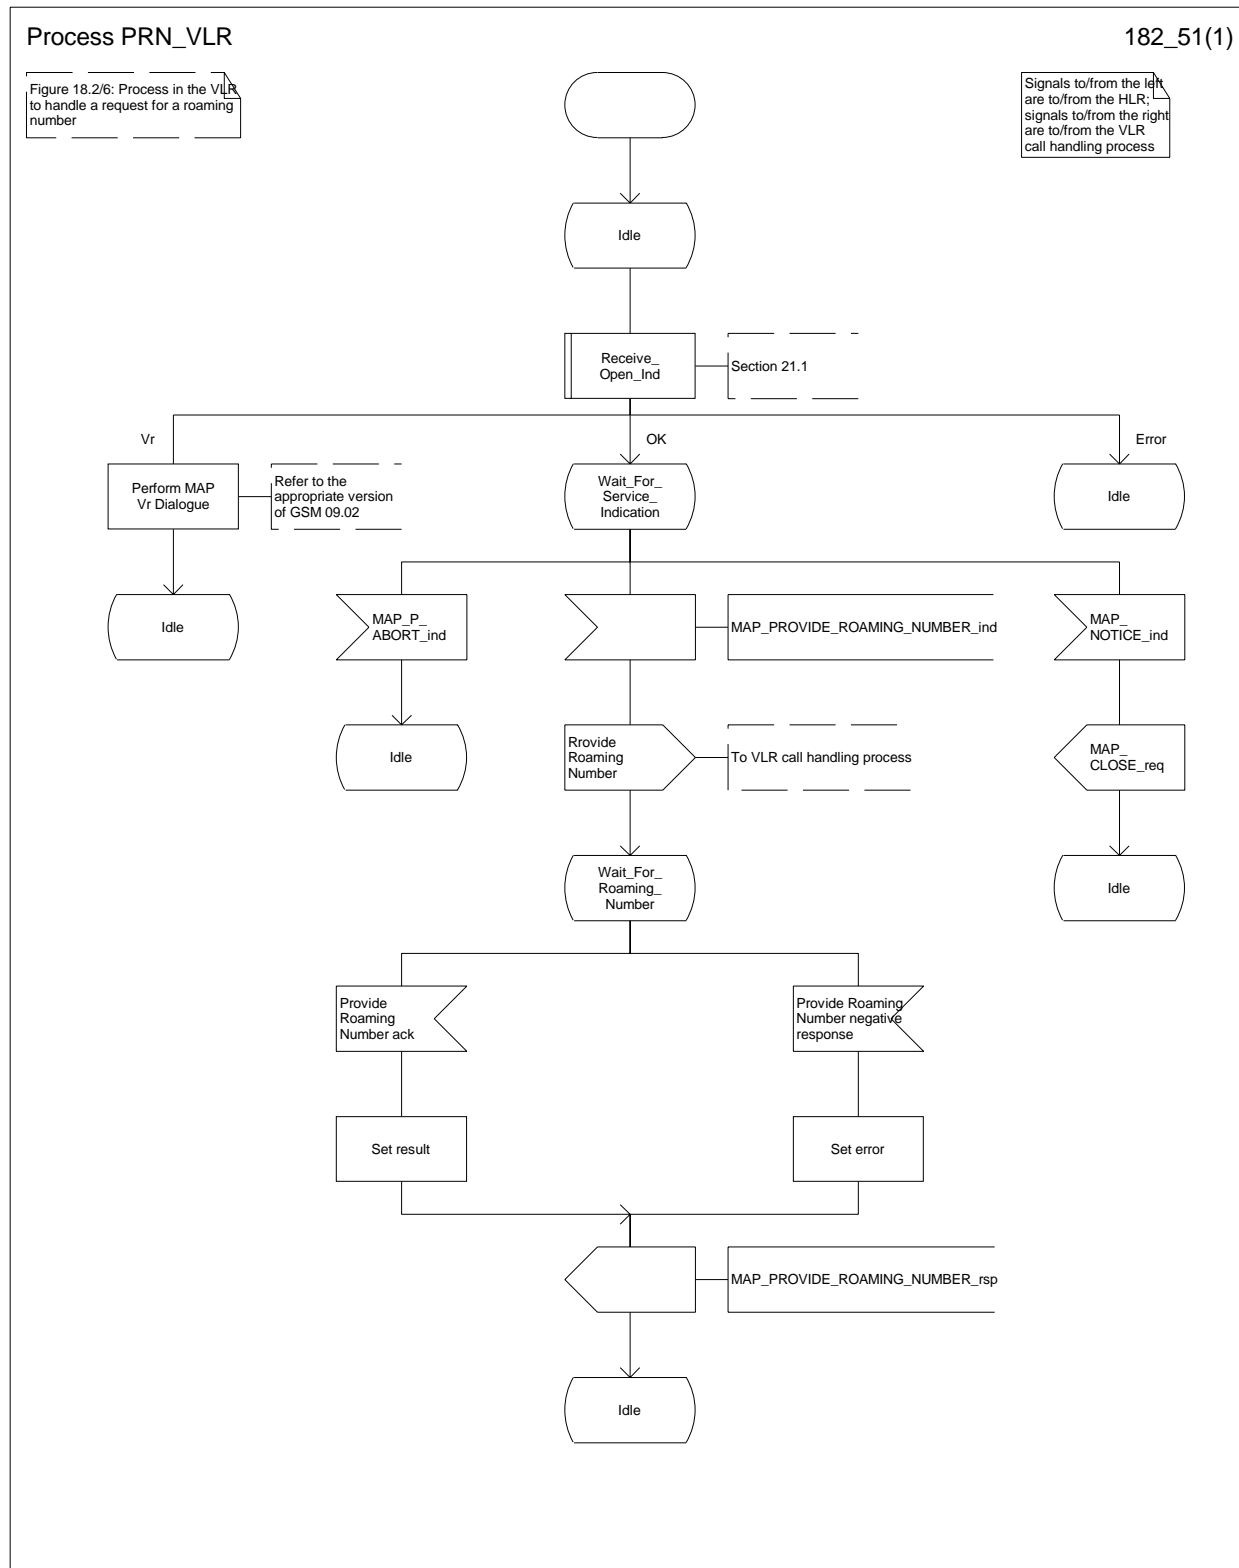 Process PRN_VLR
182_51(1)
Figure 18.2/6: Process in the VLR
to handle a request for a roaming
number
Signals to/from the left
are to/from the HLR;
signals to/from the right
are to/from the VLR
call handling process
Idle
Receive_
Open_Ind
Section 21.1
Vr
OK
Error
Perform MAP
Vr Dialogue
Refer to the
appropriate version
of GSM 09.02
Wait_For_
Service_
Indication
Idle
Idle
MAP_P_
ABORT_ind
MAP_PROVIDE_ROAMING_NUMBER_ind
MAP_
NOTICE_ind
Idle
Rrovide
Roaming
Number
To VLR call handling process
MAP_
CLOSE_req
Wait_For_
Roaming_
Number
Idle
Provide
Roaming
Number ack
Provide Roaming
Number negative
response
Set result
Set error
MAP_PROVIDE_ROAMING_NUMBER_rsp
Idle